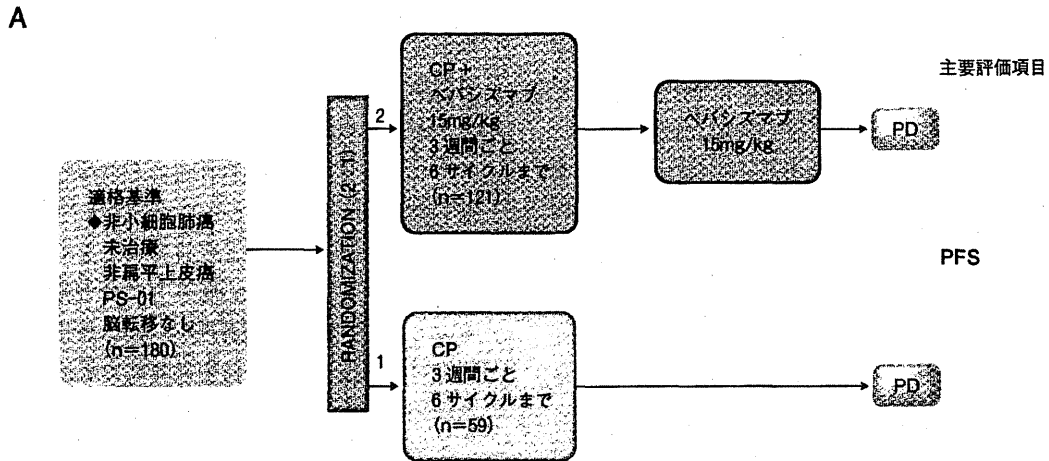 A
適格基準
◆非小細胞肺癌
未治療
非扁平上皮癌
PS-01
脳転移なし
(n=180)
RANDOMIZATION (2:1)
2
1
CP+
ベバシズマブ
15mg/kg
3週間ごと
6サイクルまで
(n=121)
ベバシズマブ
15mg/kg
PD
主要評価項目
PFS
CP
3週間ごと
6サイクルまで
(n=59)
PD